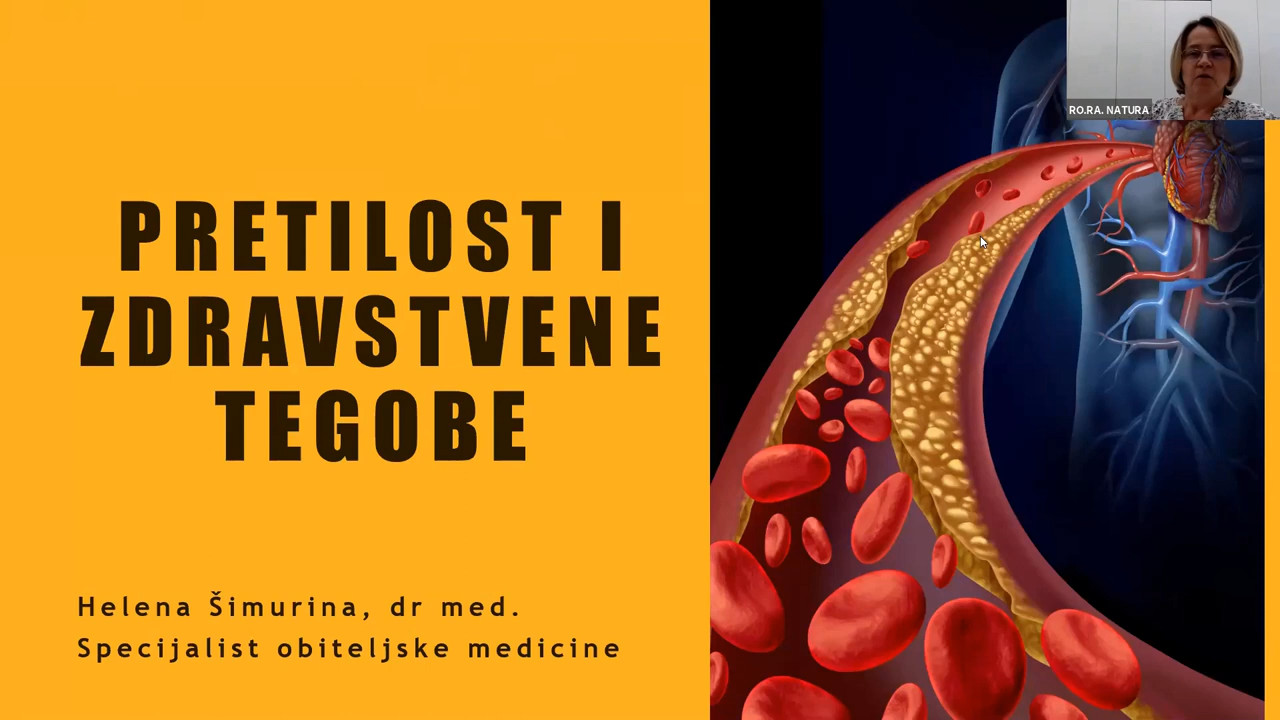 PRETILOST I
ZDRAVSTVENE
TEGOBE
Helena Šimurina, dr med.
Specijalist obiteljske medicine
RO.RA. NATURA